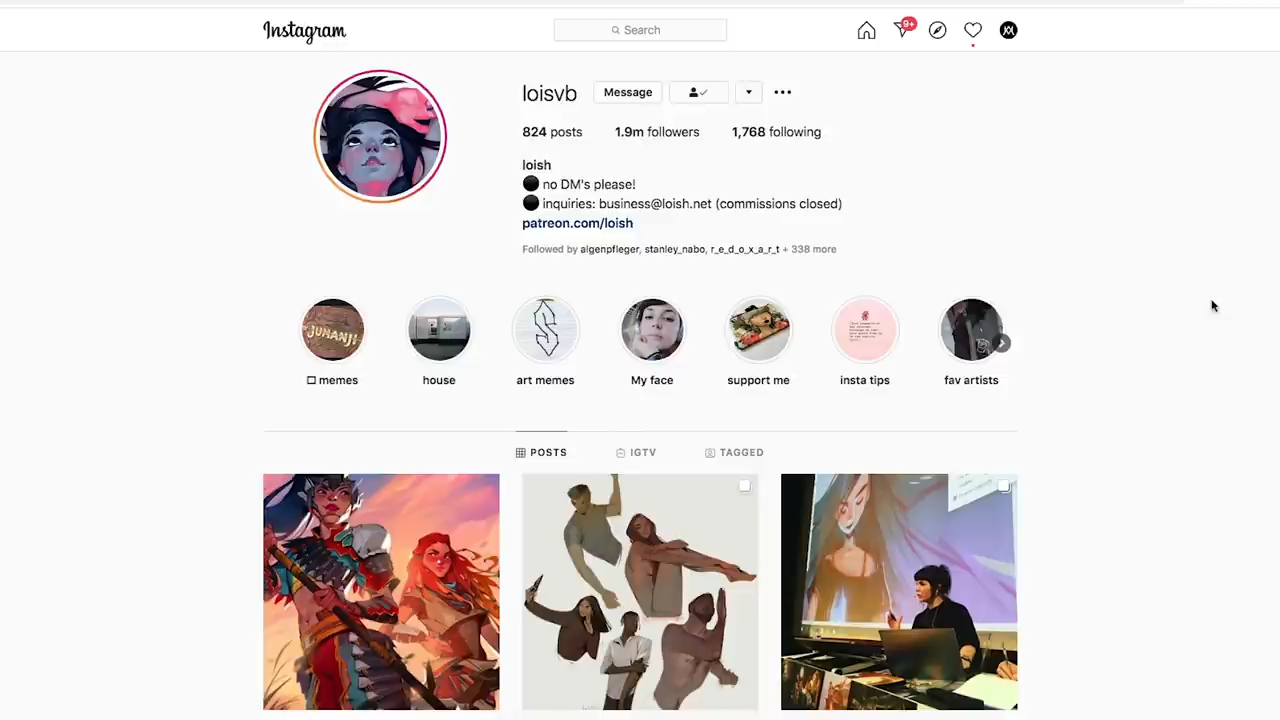 Instagram
Search
9+
loisvb
Message
824 posts
1.9m followers
1,768 following
loish
no DM's please!
inquiries: business@loish.net (commissions closed)
patreon.com/loish
Followed by algenpfleger, stanley_nabo, r_e_d_o_x_a_r_t + 338 more
JUMANJI
memes
house
art memes
My face
support me
insta tips
fav artists
POSTS
IGTV
TAGGED